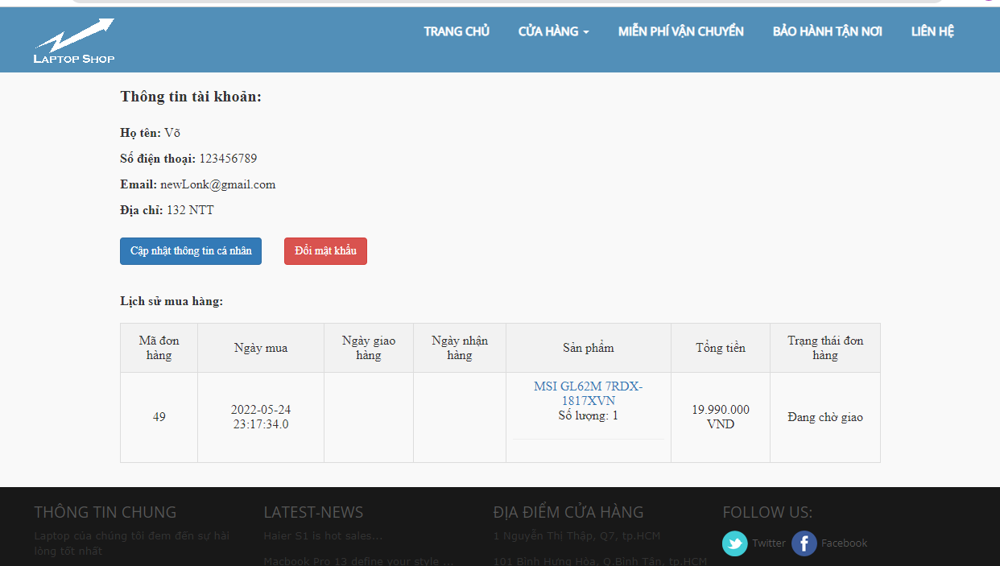 LAPTOP SHOP
TRANG CHỦ
CỬA HÀNG
MIỄN PHÍ VẬN CHUYỂN
BẢO HÀNH TẬN NƠI
LIÊN HỆ
Thông tin tài khoản:
Họ tên: Võ
Số điện thoại: 123456789
Email: newLonk@gmail.com
Địa chỉ: 132 NTT
Cập nhật thông tin cá nhân
Đổi mật khẩu
Lịch sử mua hàng:
Mã đơn
hàng
Ngày mua
Ngày giao
hàng
Ngày nhận
hàng
Sản phẩm
Tổng tiền
Trạng thái đơn
hàng
49
2022-05-24
23:17:34.0
MSI GL62M 7RDX-
1817XVN
Số lượng: 1
19.990.000
VND
Đang chờ giao
THÔNG TIN CHUNG
Laptop của chúng tôi đem đến sự hài
lòng tốt nhất
LATEST-NEWS
Haier S1 is hot sales...
Macbook Pro 13 define your style ...
ĐỊA ĐIỂM CỬA HÀNG
1 Nguyễn Thị Thập, Q7, tp.HCM
101 Bình Hưng Hòa, Q.Bình Tân, tp.HCM
FOLLOW US:
Twitter
Facebook